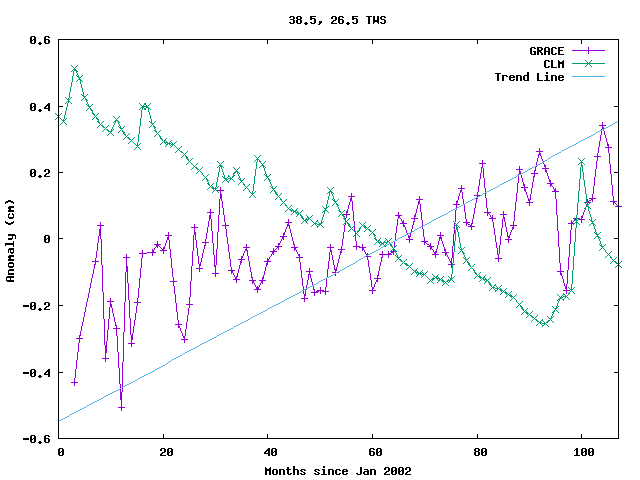 38.5, 26.5 TWS
GRACE
CLM
Trend Line
Anomaly (cm)
0.6
0.4
0.2
0
-0.2
-0.4
-0.6
0 20 40 60 80 100
Months since Jan 2002